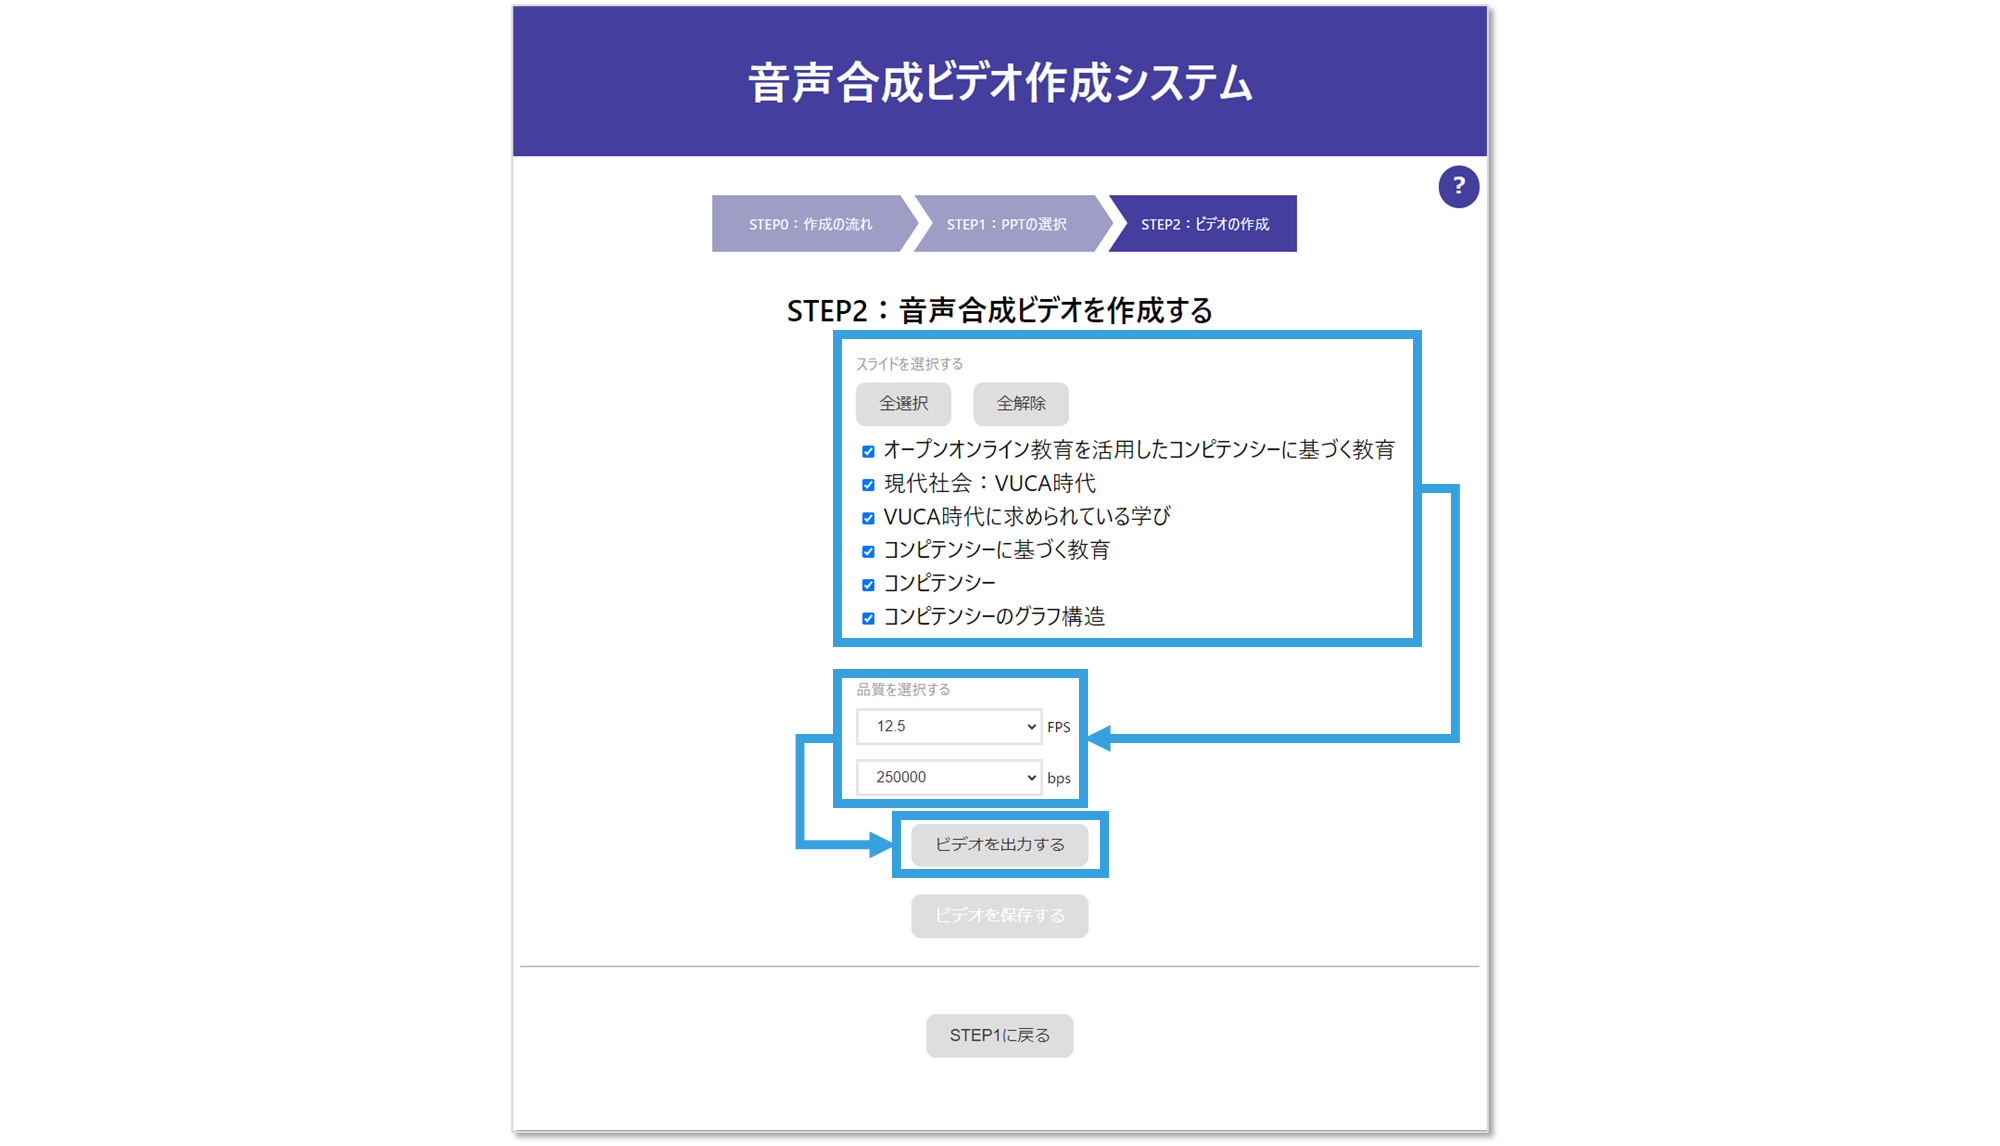 音声合成ビデオ作成システム
?
STEP0：作成の流れ
STEP1：PPTの選択
STEP2：ビデオの作成
STEP2：音声合成ビデオを作成する
スライドを選択する
全選択
全解除
オープンオンライン教育を活用したコンピテンシーに基づく教育
現代社会：VUCA時代
VUCA時代に求められている学び
コンピテンシーに基づく教育
コンピテンシー
コンピテンシーのグラフ構造
品質を選択する
12.5 FPS
250000 bps
ビデオを出力する
ビデオを保存する
STEP1に戻る